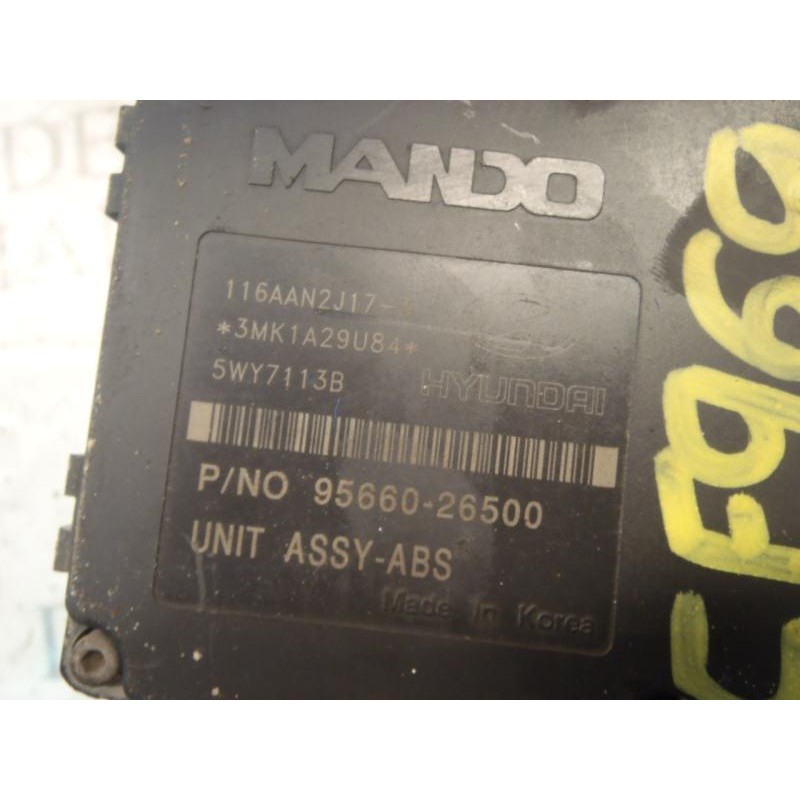 MANDO
116AAN2J17-
*3MK1A29U84*
5WY7113B
HYUNDAI
P/NO 95660-26500
UNIT ASSY-ABS
Made in Korea